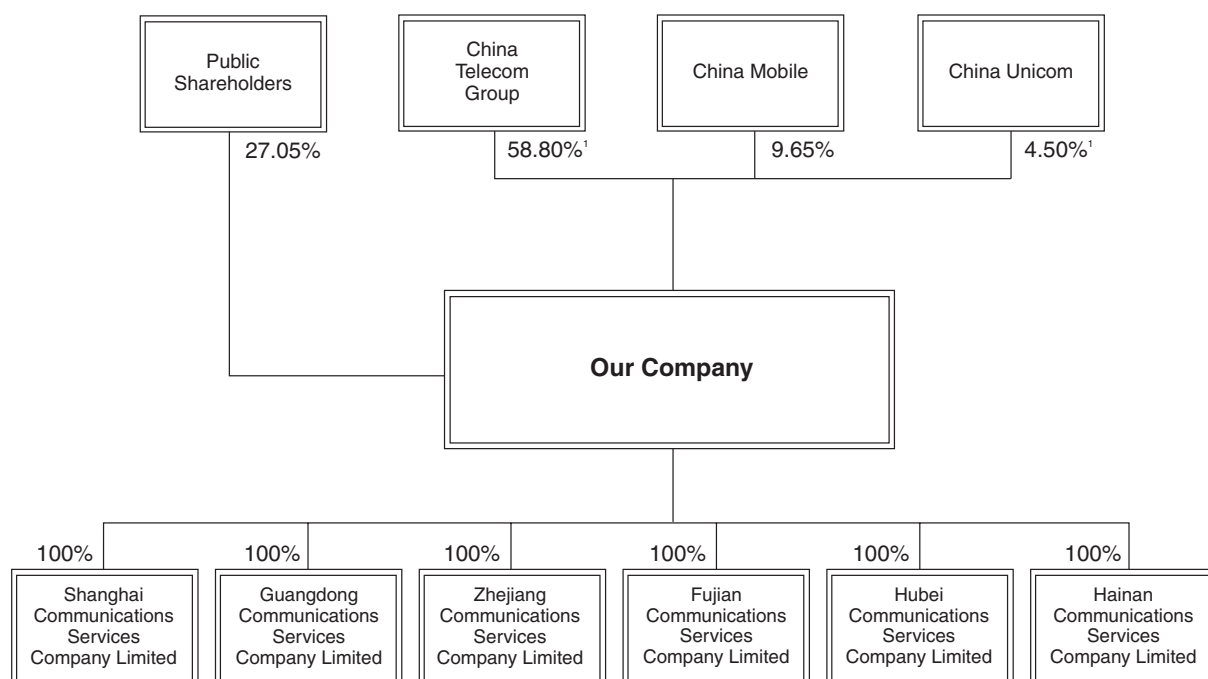 Public
Shareholders
China
Telecom
Group
China Mobile
China Unicom
27.05%
58.80%¹
9.65%
4.50%¹
Our Company
100%
100%
100%
100%
100%
100%
Shanghai
Communications
Services
Company Limited
Guangdong
Communications
Services
Company Limited
Zhejiang
Communications
Services
Company Limited
Fujian
Communications
Services
Company Limited
Hubei
Communications
Services
Company Limited
Hainan
Communications
Services
Company Limited